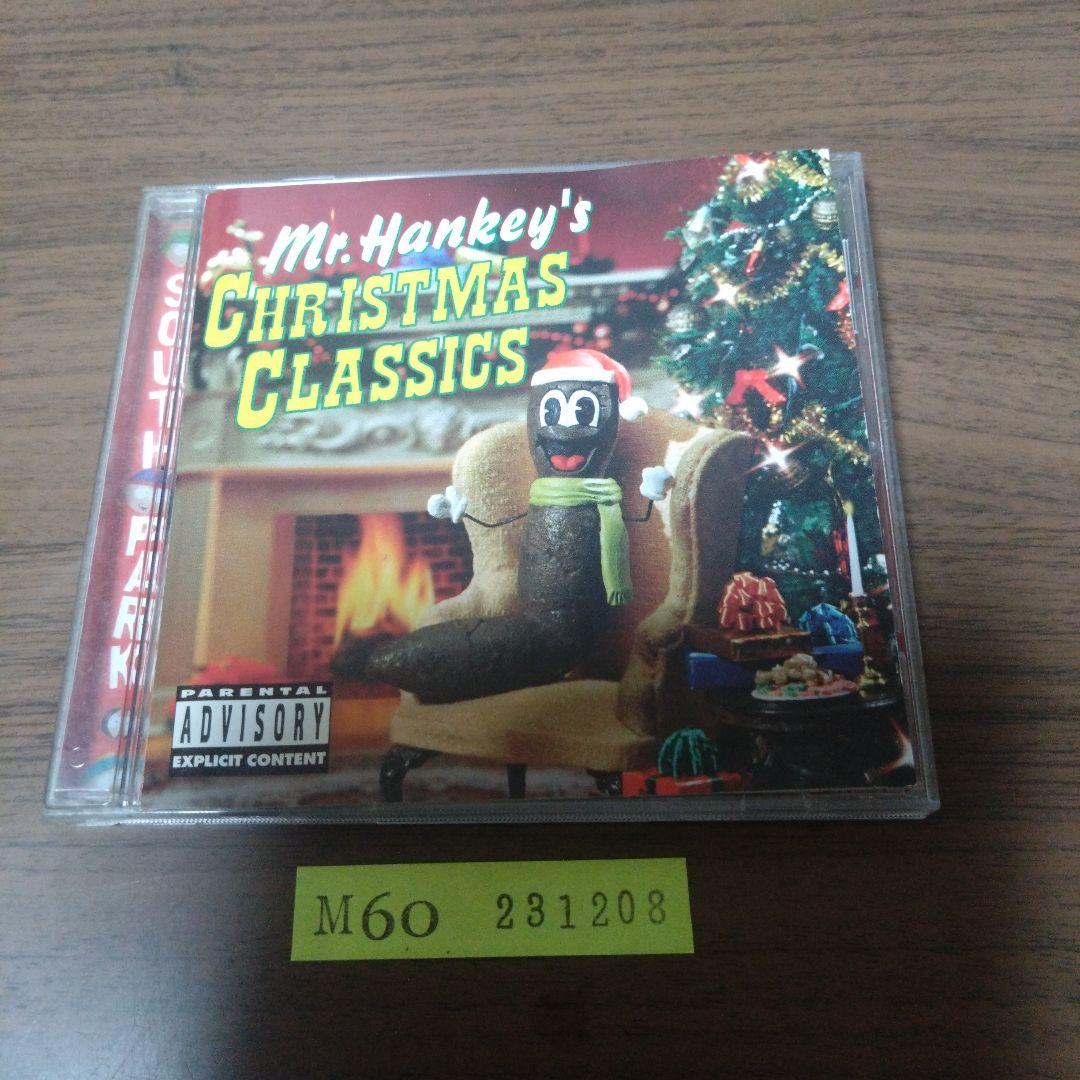 Mr. Hankey's
CHRISTMAS
CLASSICS
SOUTH PARK
PARENTAL
ADVISORY
EXPLICIT CONTENT
M60 231208